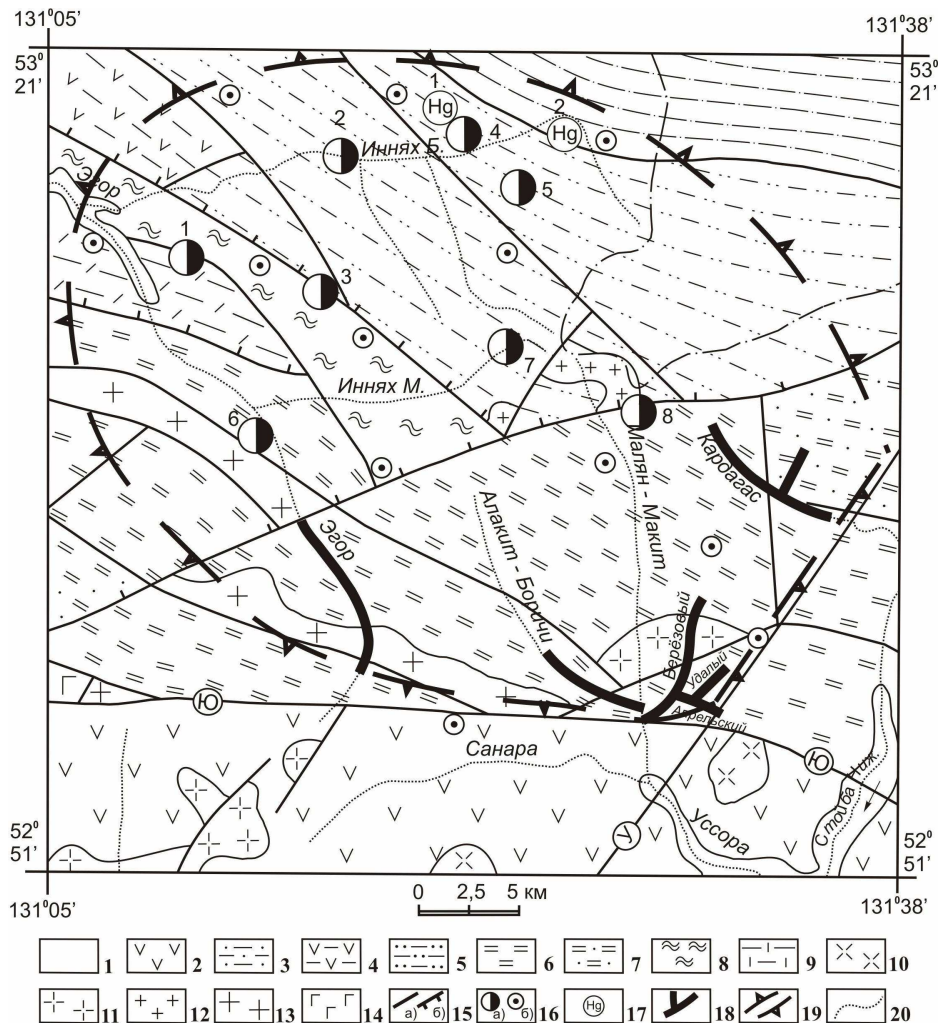 131⁰05’
131⁰38’
53⁰
21’
53⁰
21’
1
Hg
2
2
Hg
4
Иннях Б.
5
Эгор
1
3
7
Иннях М.
6
8
Малян - Макит
Кардагас
Алакит - Боричи
Эгор
Берёзовый
Удалый
Апрельский
Ю
Санара
Ю
Стойба Ниж.
Уссора
У
52⁰
51’
52⁰
51’
131⁰05’
131⁰38’
0 2,5 5 км
1 2 3 4 5 6 7 8 9 10
11 12 13 14 а) б) 15 а) б) 16 Hg 17 18 19 20